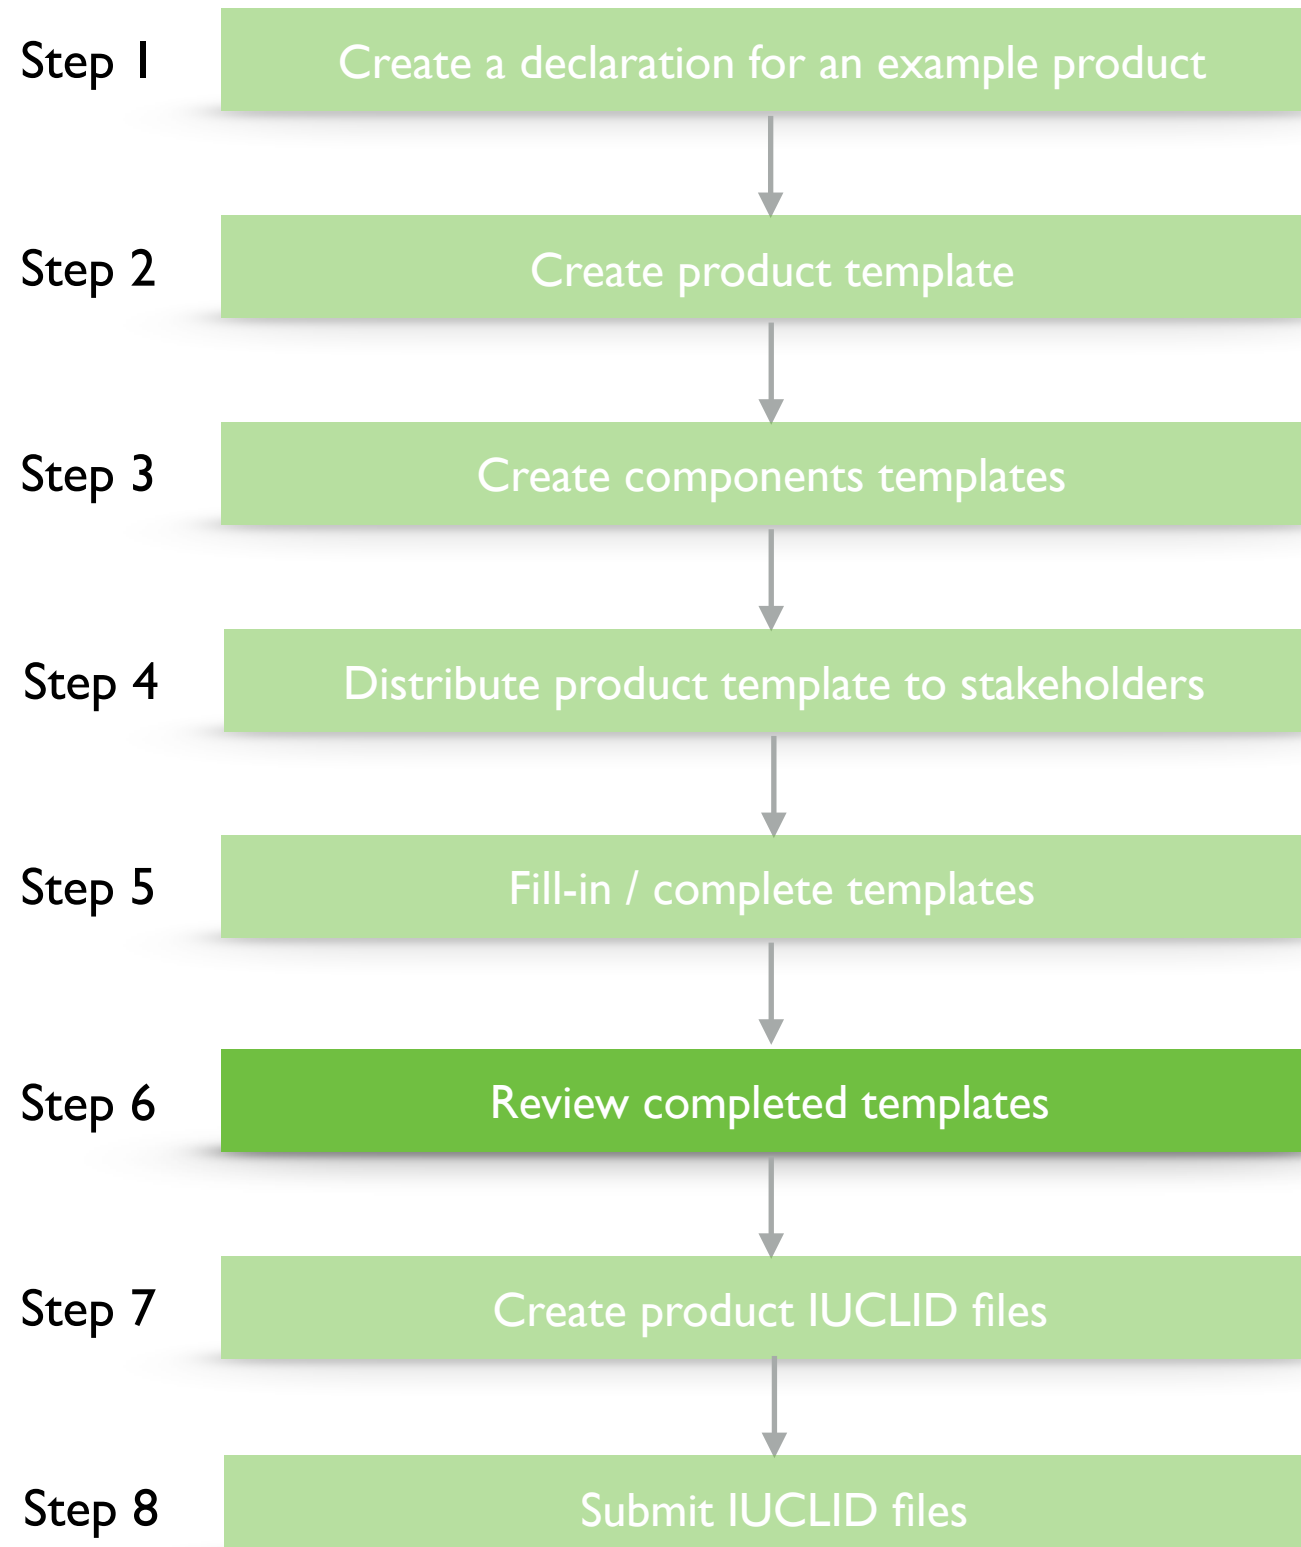 Step 1
Create a declaration for an example product
Step 2
Create product template
Step 3
Create components templates
Step 4
Distribute product template to stakeholders
Step 5
Fill-in / complete templates
Step 6
Review completed templates
Step 7
Create product IUCLID files
Step 8
Submit IUCLID files